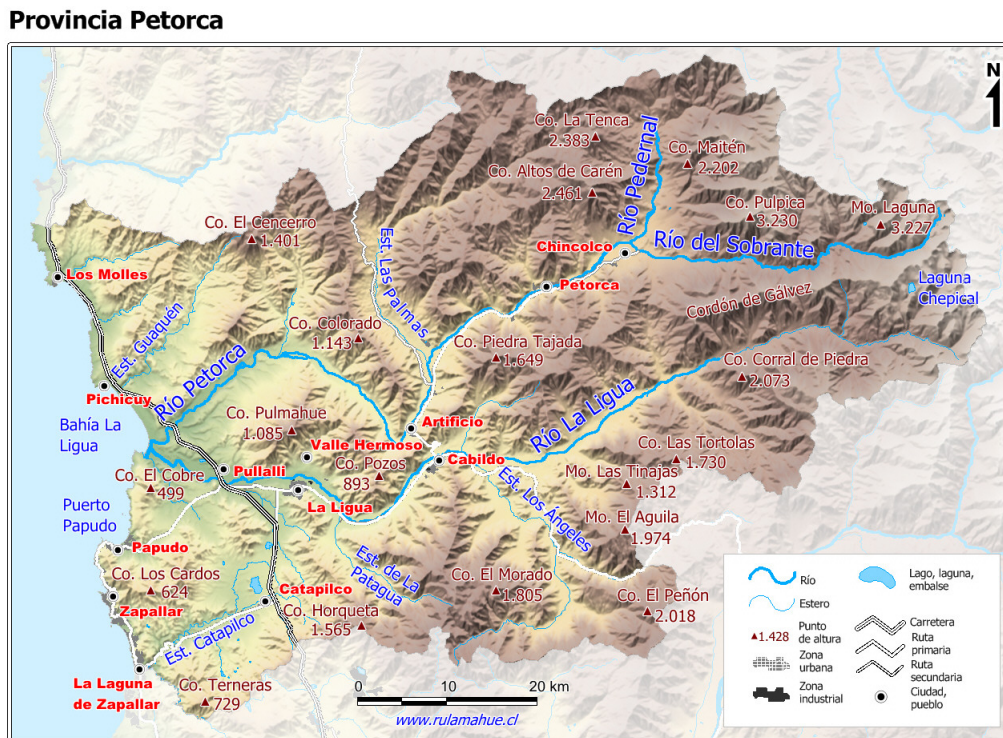 Provincia Petorca
N
Co. La Tenca
2.383
Río Pedernal
Co. Maitén
2.202
Co. Altos de Carén
2.461
Co. Pulpica
3.230
Mo. Laguna
3.227
Co. El Cencerro
1.401
Est. Las Palmas
Chincolco
Río del Sobrante
Los Molles
Petorca
Laguna
Chepical
Cordón de Gálvez
Est. Guaquén
Co. Colorado
1.143
Co. Piedra Tajada
1.649
Río Petorca
Co. Corral de Piedra
2.073
Pichicuy
Bahía La
Ligua
Co. Pulmahue
1.085
Artificio
Río La Ligua
Valle Hermoso
Co. Las Tortolas
1.730
Co. Pozos
893
Cabildo
Pullalli
Co. El Cobre
499
Mo. Las Tinajas
1.312
La Ligua
Est. Los Ángeles
Puerto
Papudo
Mo. El Aguila
1.974
Papudo
Est. de La
Patagua
Co. Los Cardos
624
Co. El Morado
1.805
Catapilco
Zapallar
Co. Horqueta
1.565
Co. El Peñón
2.018
Est. Catapilco
La Laguna
de Zapallar
Co. Terneras
729
0 10 20 km
www.rulamahue.cl
Río
Lago, laguna,
embalse
Estero
1.428
Punto
de altura
Carretera
Zona
urbana
Ruta
primaria
Ruta
secundaria
Zona
industrial
Ciudad,
pueblo